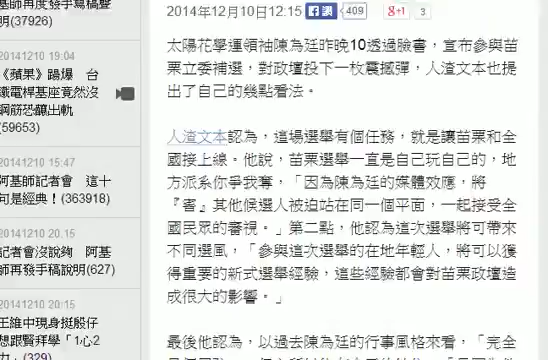 基師再度發手寫稿聲
明(37926)
20141210 19:04
《蘋果》踢爆 台
鐵電桿基座竟然沒
鋼筋恐釀出軌
(59653)
20141210 15:47
阿基師記者會 這十
句是經典！(363918)
20141210 20:15
記者會沒說夠 阿基
師再發手稿說明(627)
20141210 20:15
王維中現身挺殷仔
想跟賢拜學「1心2
力」(329)
2014年12月10日12:15 讚 409 g+1 3
太陽花學運領袖陳為廷昨晚10透過臉書，宣布參與苗
栗立委補選，對政壇投下一枚震撼彈，人渣文本也提
出了自己的幾點看法。
人渣文本認為，這場選舉有個任務，就是讓苗栗和全
國接上線。他說，苗栗選舉一直是自己玩自己的，地
方派系你爭我奪，「因為陳為廷的媒體效應，將
『害』其他候選人被迫站在同一個平面，一起接受全
國民眾的審視。」第二點，他認為這次選舉將可帶來
不同選風，「參與這次選舉的在地年輕人，將可以獲
得重要的新式選舉經驗，這些經驗都會對苗栗政壇造
成很大的影響。」
最後他認為，以過去陳為廷的行事風格來看，「完全